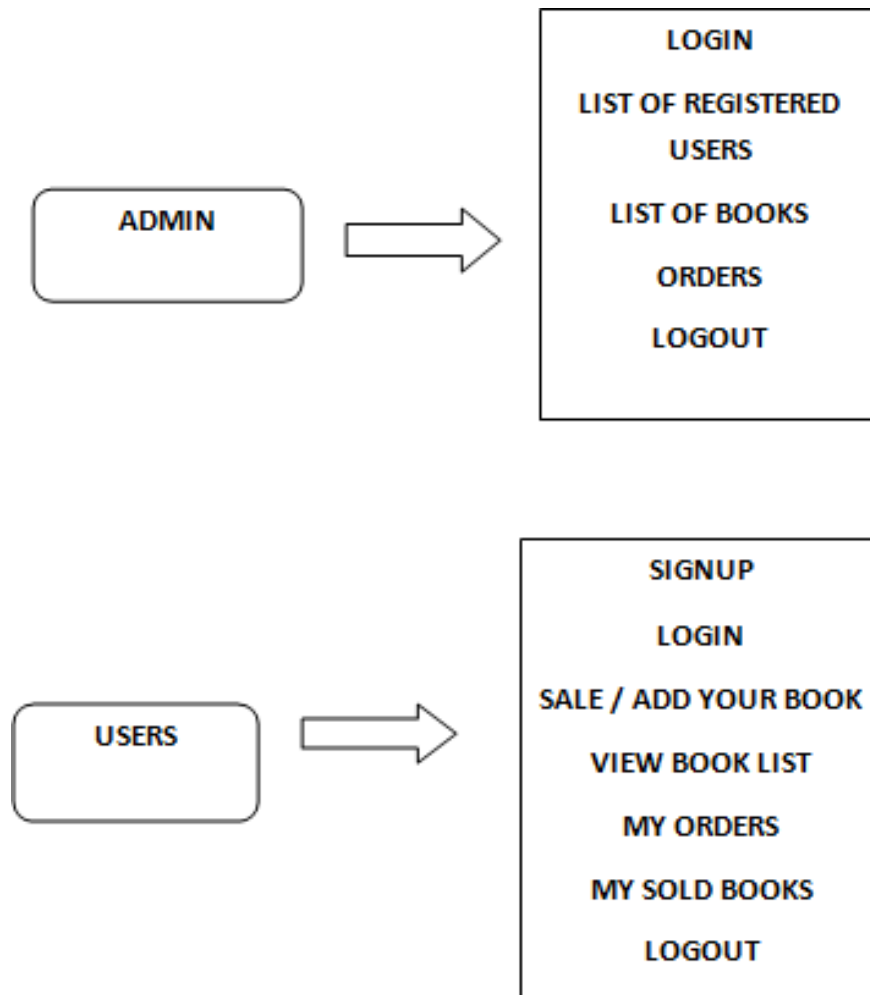 ADMIN
LOGIN
LIST OF REGISTERED
USERS
LIST OF BOOKS
ORDERS
LOGOUT
USERS
SIGNUP
LOGIN
SALE / ADD YOUR BOOK
VIEW BOOK LIST
MY ORDERS
MY SOLD BOOKS
LOGOUT